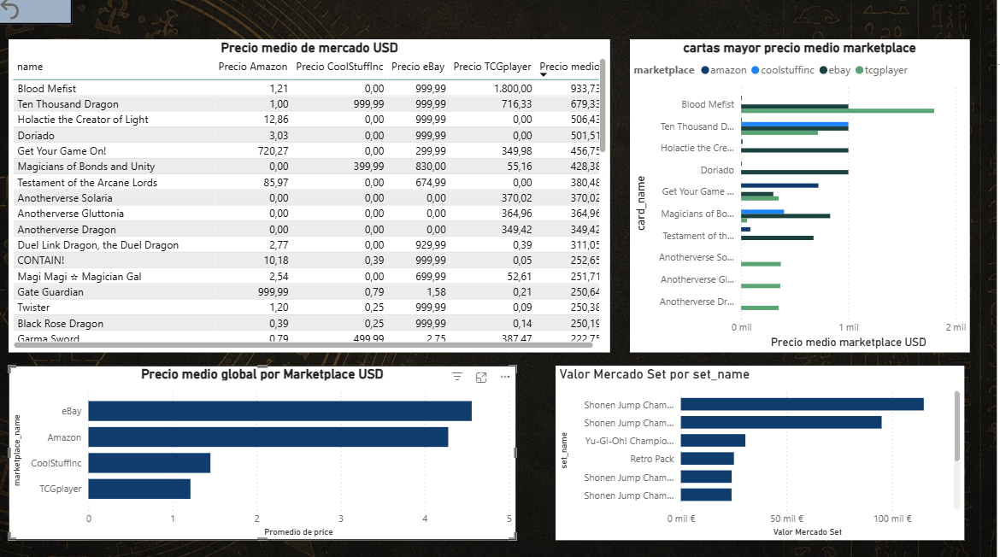 Precio medio de mercado USD
name Precio Amazon Precio CoolStuffInc Precio eBay Precio TCGplayer Precio medio
Blood Mefist 1,21 0,00 999,99 1.800,00 933,73
Ten Thousand Dragon 1,00 999,99 999,99 716,33 679,33
Holactie the Creator of Light 12,86 0,00 999,99 0,00 506,43
Doriado 3,03 0,00 999,99 0,00 501,51
Get Your Game On! 720,27 0,00 299,99 349,98 456,75
Magicians of Bonds and Unity 0,00 399,99 830,00 55,16 428,38
Testament of the Arcane Lords 85,97 0,00 674,99 0,00 380,48
Anotherverse Solaria 0,00 0,00 0,00 370,02 370,02
Anotherverse Gluttonia 0,00 0,00 0,00 364,96 364,96
Anotherverse Dragon 0,00 0,00 0,00 349,42 349,42
Duel Link Dragon, the Duel Dragon 2,77 0,00 929,99 0,39 311,05
CONTAIN! 10,18 0,39 999,99 0,05 252,65
Magi Magi ☆ Magician Gal 2,54 0,00 699,99 52,61 251,71
Gate Guardian 999,99 0,79 1,58 0,21 250,64
Twister 1,20 0,25 999,99 0,09 250,38
Black Rose Dragon 0,39 0,25 999,99 0,14 250,19
Garma Sword 0,79 499,99 2,75 387,47 222,75
cartas mayor precio medio marketplace
marketplace amazon coolstuffinc ebay tcgplayer
card_name
Blood Mefist
Ten Thousand D...
Holactie the Cre...
Doriado
Get Your Game ...
Magicians of Bo...
Testament of th...
Anotherverse So...
Anotherverse Gl...
Anotherverse Dr...
0 mil 1 mil 2 mil
Precio medio marketplace USD
Precio medio global por Marketplace USD
marketplace_name
eBay
Amazon
CoolStuffInc
TCGplayer
0 1 2 3 4 5
Promedio de price
Valor Mercado Set por set_name
set_name
Shonen Jump Cham...
Shonen Jump Cham...
Yu-Gi-Oh! Champio...
Retro Pack
Shonen Jump Cham...
Shonen Jump Cham...
0 mil € 50 mil € 100 mil €
Valor Mercado Set